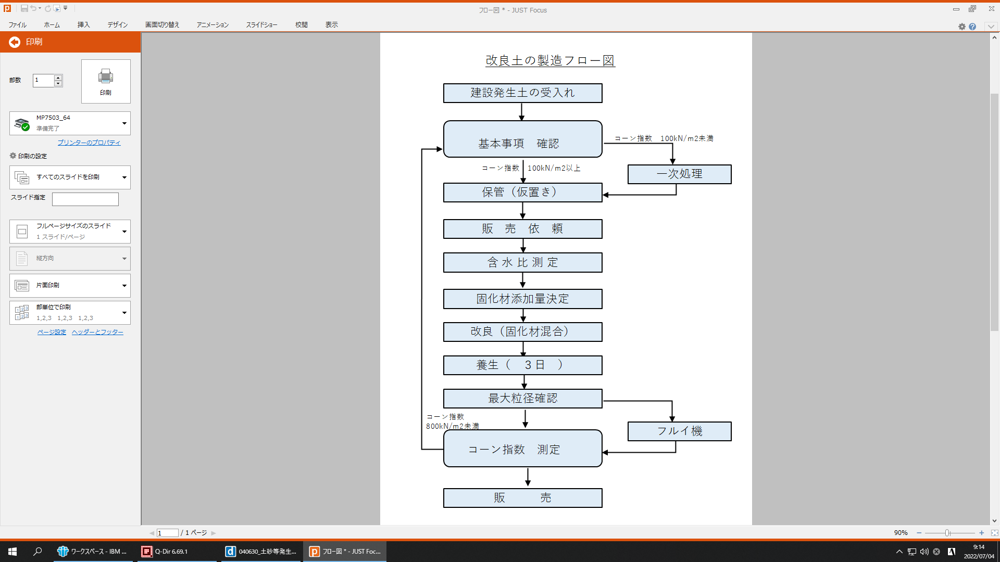 フロー図 * - JUST Focus
ファイル ホーム 挿入 デザイン 画面切り替え アニメーション スライドショー 校閲 表示
印刷
部数 1
印刷
MP7503_64
準備完了
プリンターのプロパティ
印刷の設定
すべてのスライドを印刷
スライド指定
フルページサイズのスライド
1 スライド/ページ
縦方向
片面印刷
部単位で印刷
1,2,3 1,2,3 1,2,3
ページ設定 ヘッダーとフッター
改良土の製造フロー図
建設発生土の受入れ
基本事項 確認
コーン指数 100kN/m2未満
コーン指数 100kN/m2以上
一次処理
保管（仮置き）
販 売 依 頼
含 水 比 測 定
固化材添加量決定
改良（固化材混合）
養生（ ３日 ）
最大粒径確認
コーン指数
800kN/m2未満
フルイ機
コーン指数 測定
販 売
1 / 1 ページ
90%
ワークスペース - IBM ...
Q-Dir 6.69.1
040630_土砂等発生...
フロー図 * - JUST Foc...
9:14
2022/07/04